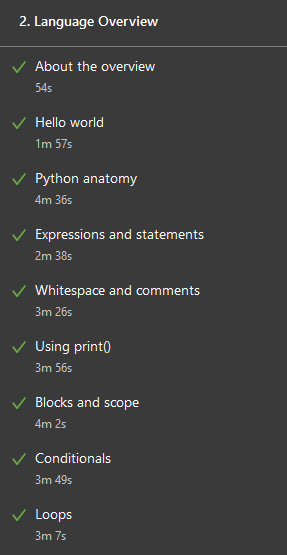 2. Language Overview
About the overview
54s
Hello world
1m 57s
Python anatomy
4m 36s
Expressions and statements
2m 38s
Whitespace and comments
3m 26s
Using print()
3m 56s
Blocks and scope
4m 2s
Conditionals
3m 49s
Loops
3m 7s